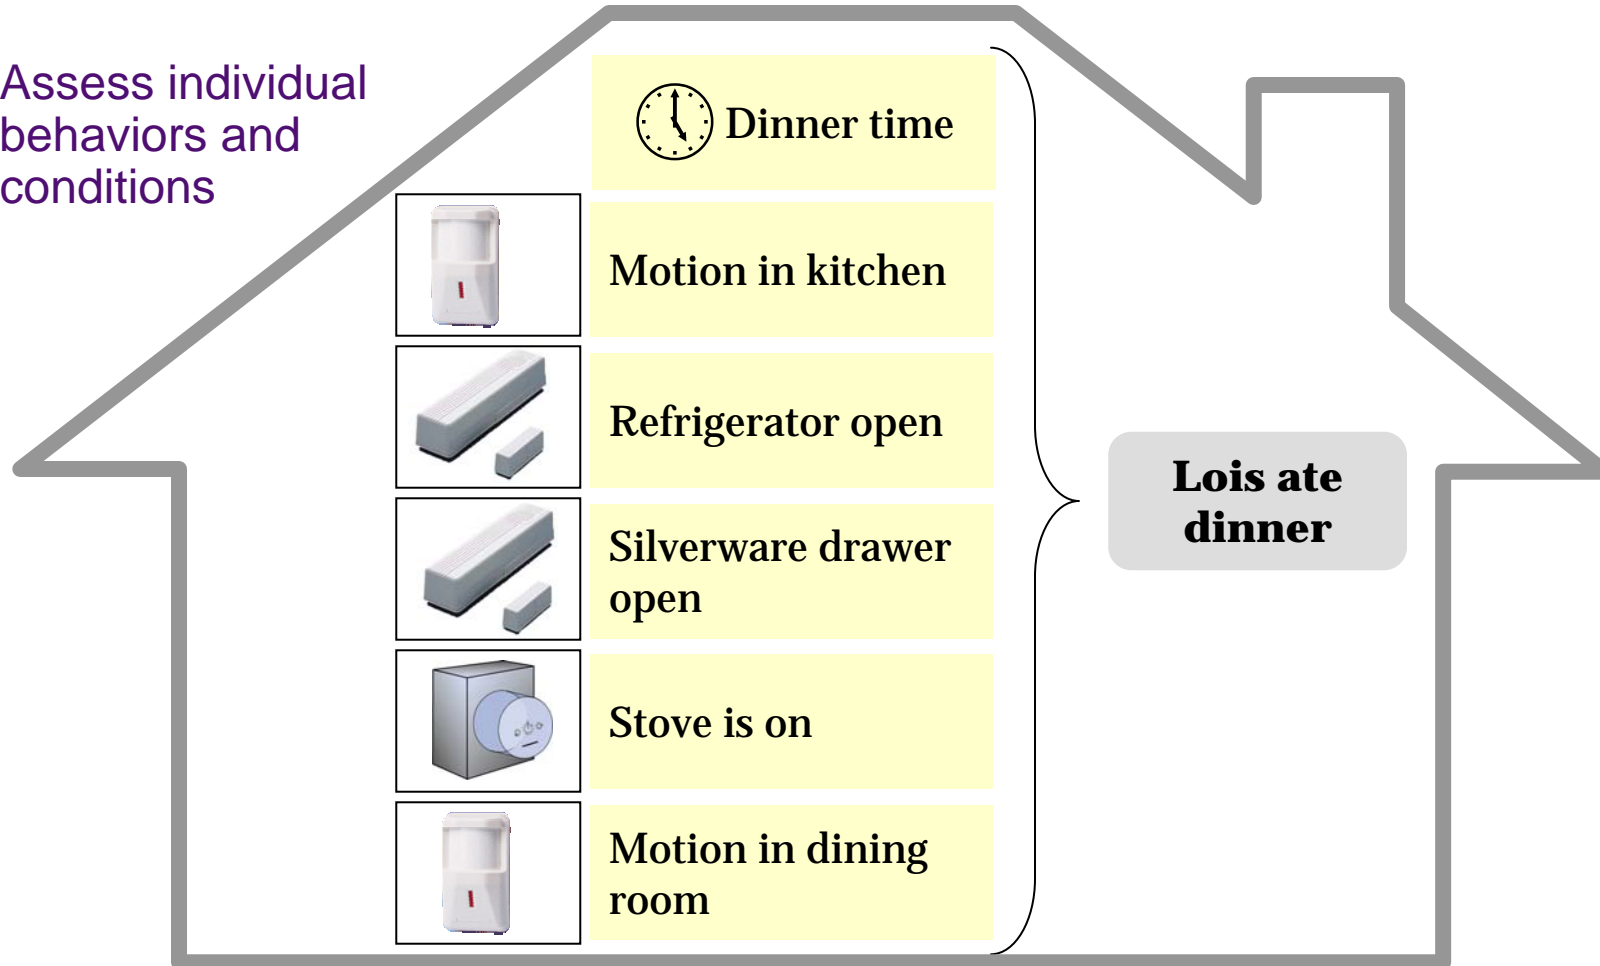 Assess individual
behaviors and
conditions
Dinner time
Motion in kitchen
Refrigerator open
Silverware drawer
open
Stove is on
Motion in dining
room
Lois ate
dinner